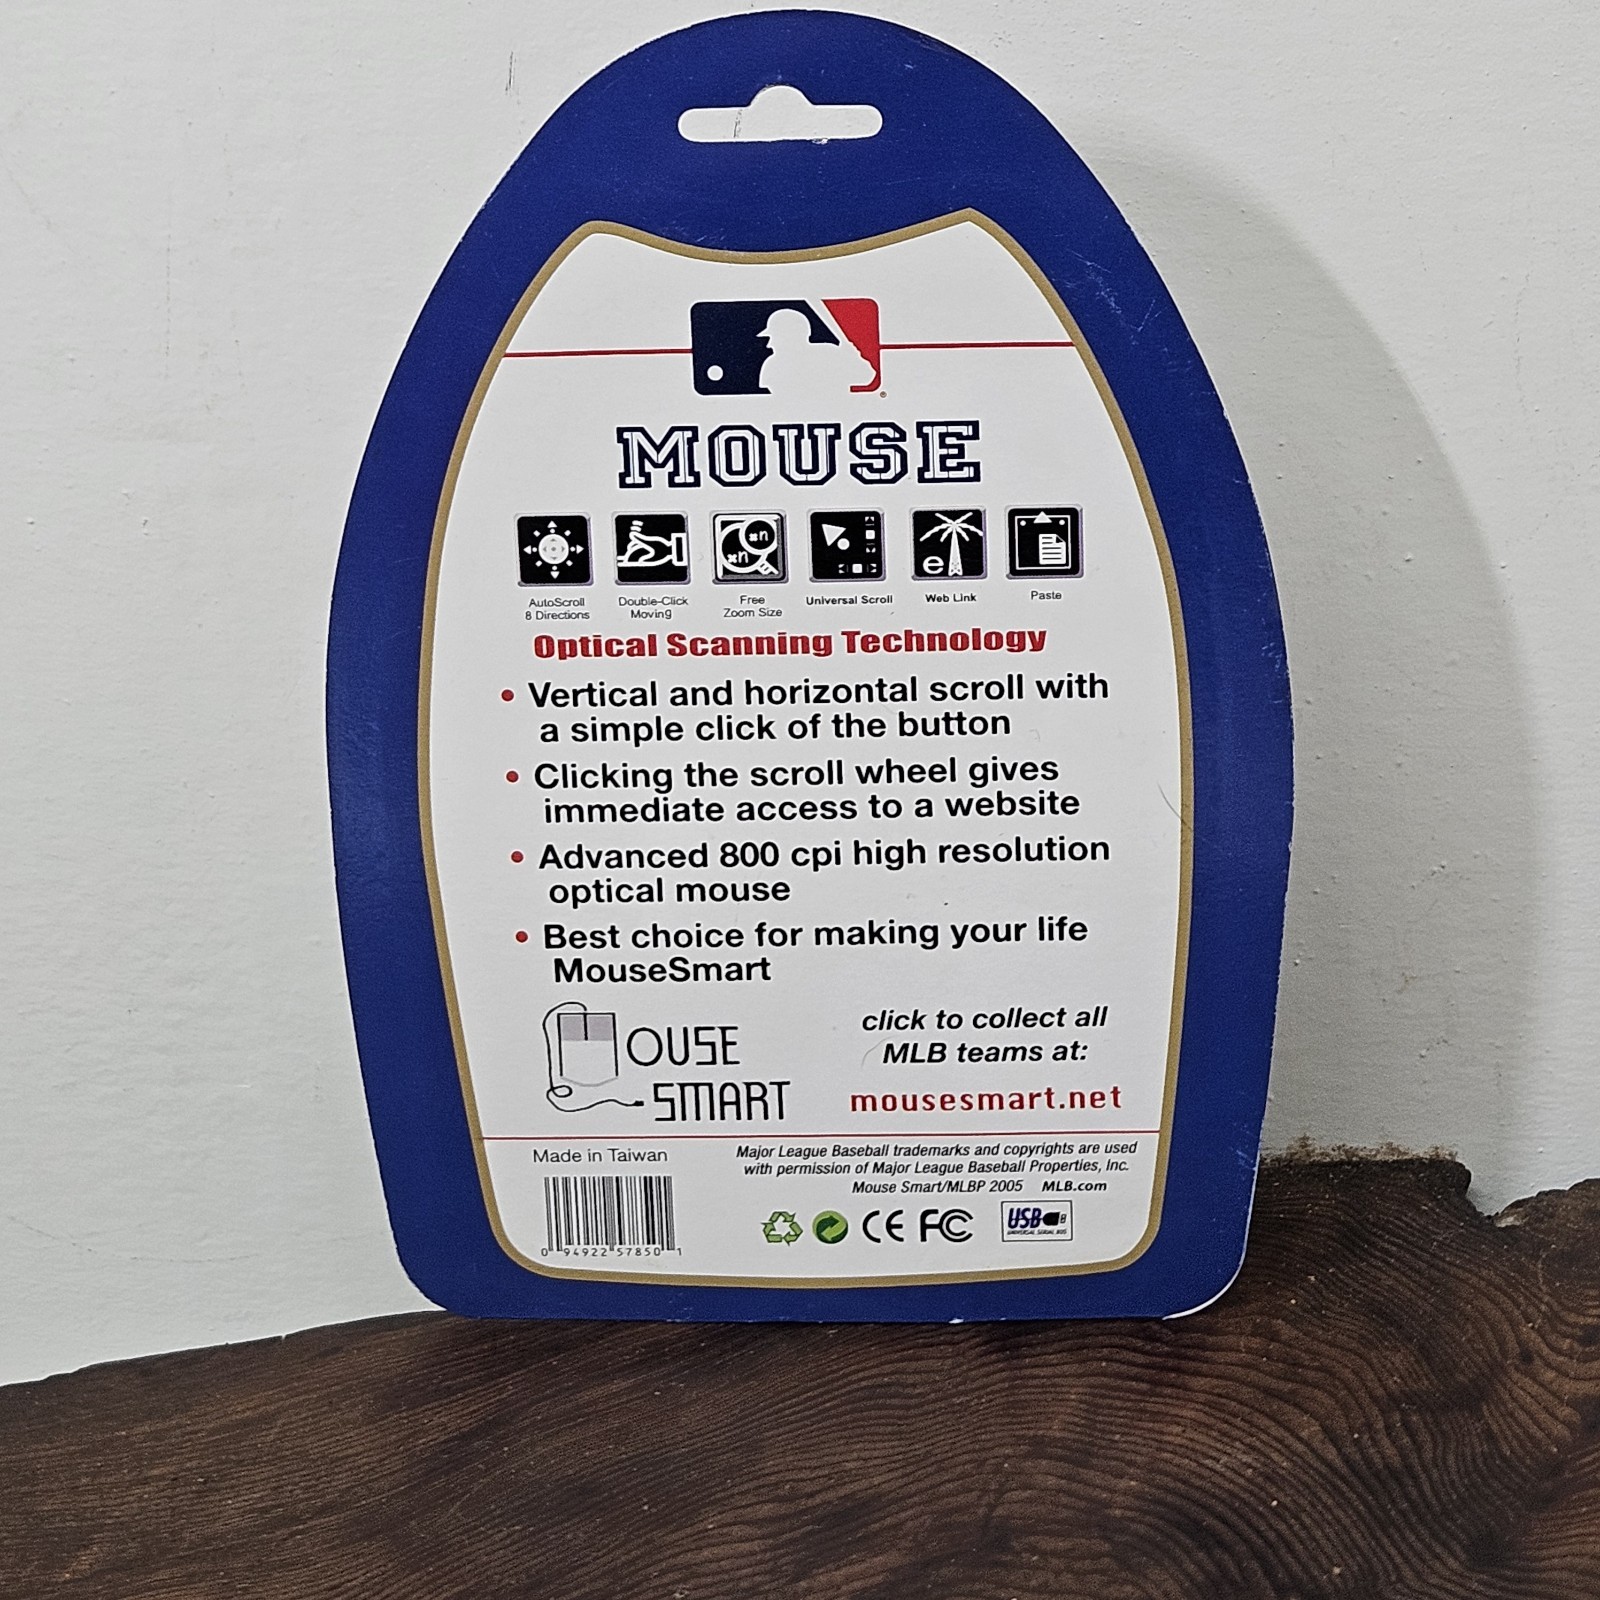 MOUSE
AutoScroll
8 Directions
Double-Click
Moving
×n
×n
Free
Zoom Size
Universal Scroll
e
Web Link
Paste
Optical Scanning Technology
• Vertical and horizontal scroll with
a simple click of the button
• Clicking the scroll wheel gives
immediate access to a website
• Advanced 800 cpi high resolution
optical mouse
• Best choice for making your life
MouseSmart
OUSE
SMART
click to collect all
MLB teams at:
mousesmart.net
Made in Taiwan
Major League Baseball trademarks and copyrights are used
with permission of Major League Baseball Properties, Inc.
Mouse Smart/MLBP 2005 MLB.com
0 94922 57850 1
CE FC
USB
UNIVERSAL SERIAL BUS